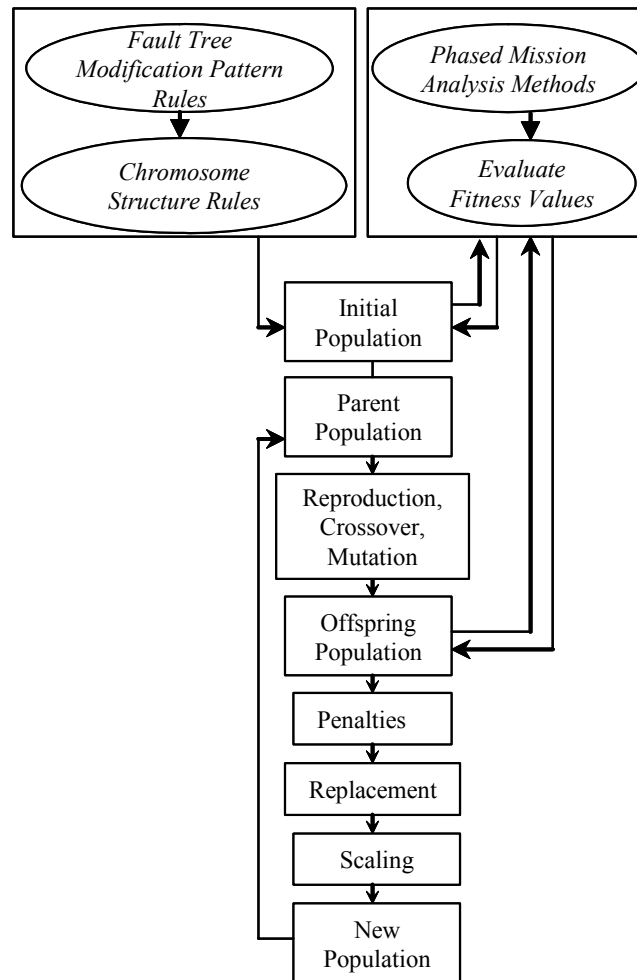 Fault Tree
Modification Pattern
Rules
Chromosome
Structure Rules
Phased Mission
Analysis Methods
Evaluate
Fitness Values
Initial
Population
Parent
Population
Reproduction,
Crossover,
Mutation
Offspring
Population
Penalties
Replacement
Scaling
New
Population